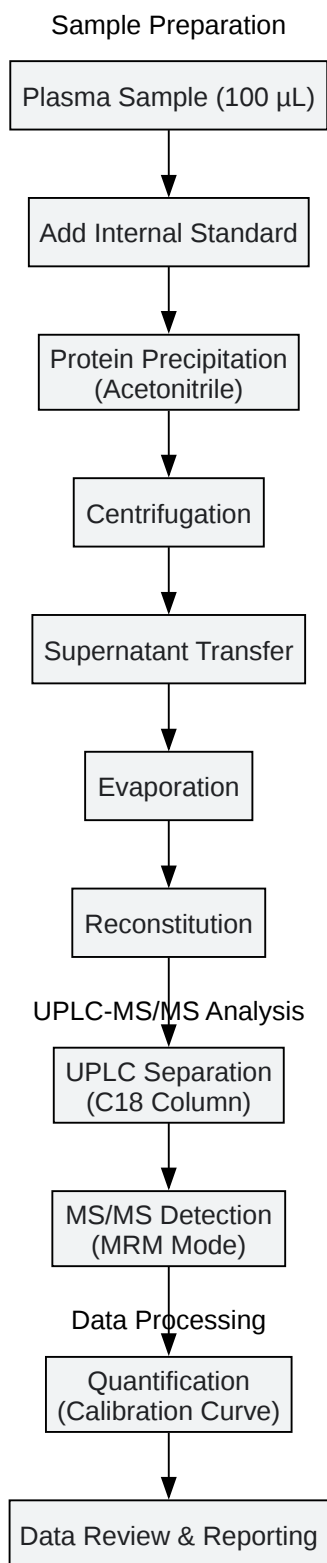 Sample Preparation
Plasma Sample (100 µL)
Add Internal Standard
Protein Precipitation
(Acetonitrile)
Centrifugation
Supernatant Transfer
Evaporation
Reconstitution
UPLC-MS/MS Analysis
UPLC Separation
(C18 Column)
MS/MS Detection
(MRM Mode)
Data Processing
Quantification
(Calibration Curve)
Data Review & Reporting